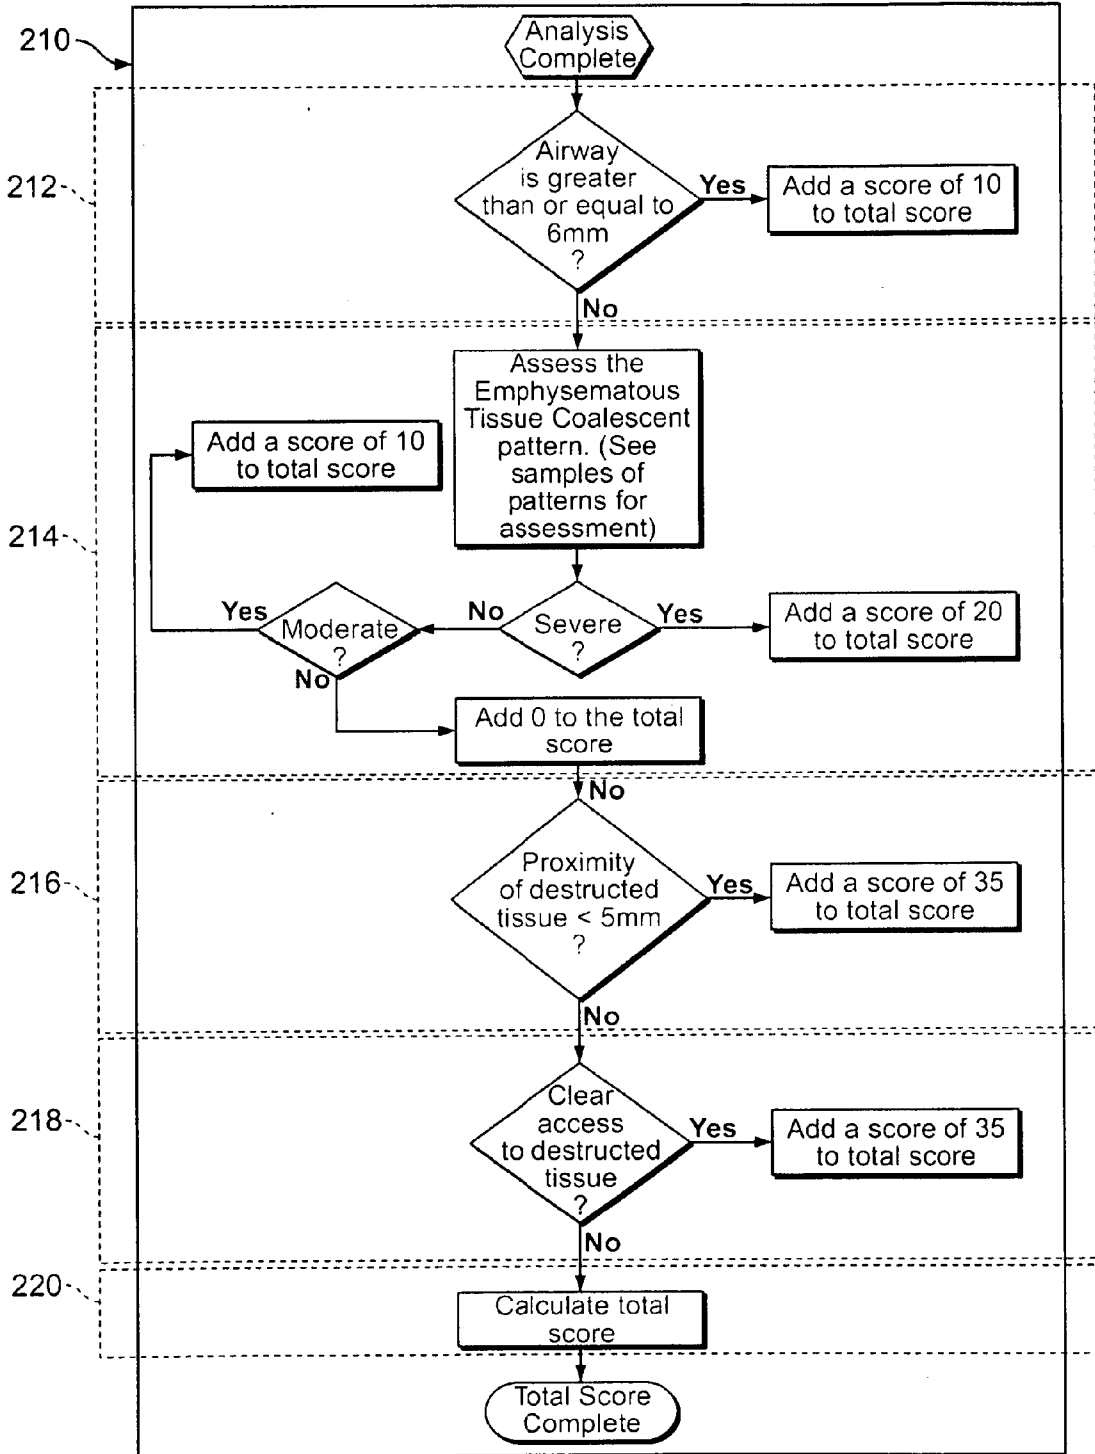 210
Analysis
Complete
212
Airway
is greater
than or equal to
6mm
?
Yes
Add a score of 10
to total score
No
214
Assess the
Emphysematous
Tissue Coalescent
pattern. (See
samples of
patterns for
assessment)
Add a score of 10
to total score
Yes
Moderate
?
No
Severe
?
Yes
Add a score of 20
to total score
No
Add 0 to the total
score
No
216
Proximity
of destructed
tissue < 5mm
?
Yes
Add a score of 35
to total score
No
218
Clear
access
to destructed
tissue
?
Yes
Add a score of 35
to total score
No
220
Calculate total
score
Total Score
Complete